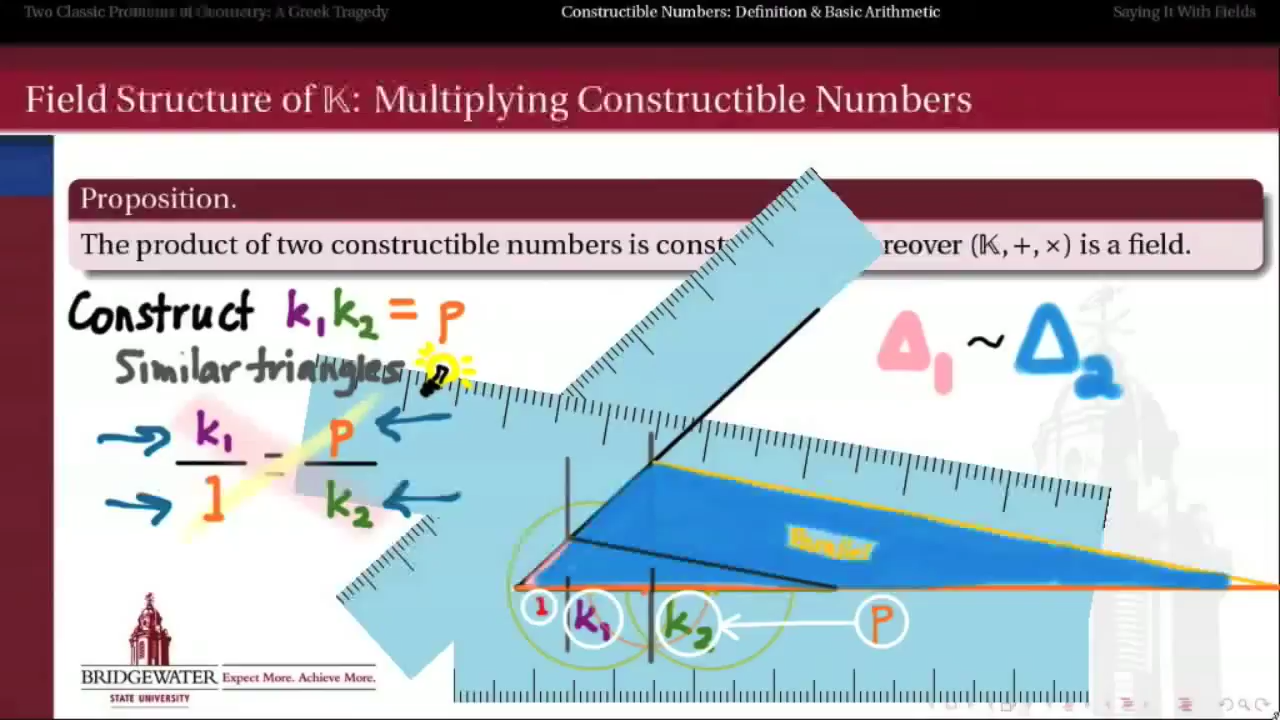 Two Classic Problems of Geometry: A Greek Tragedy
Constructible Numbers: Definition & Basic Arithmetic
Saying It With Fields
Field Structure of 𝕂: Multiplying Constructible Numbers
Proposition.
The product of two constructible numbers is const reover (𝕂, +, ×) is a field.
Construct k₁k₂ = p
Similar triangles
Δ₁ ~ Δ₂
k₁ = p
1 k₂
Parallel
1 k₁ k₂ p
BRIDGEWATER
STATE UNIVERSITY
Expect More. Achieve More.